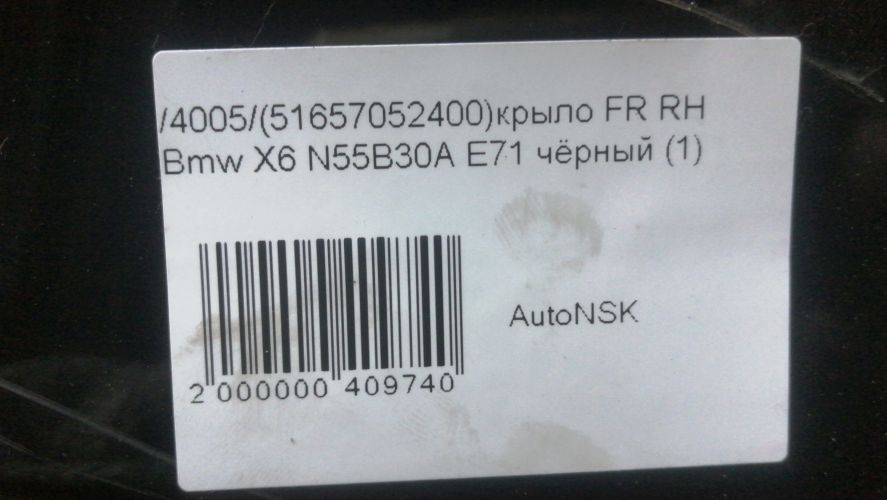 /4005/(51657052400)крыло FR RH
Bmw X6 N55B30A E71 чёрный (1)
AutoNSK
2 000000 409740